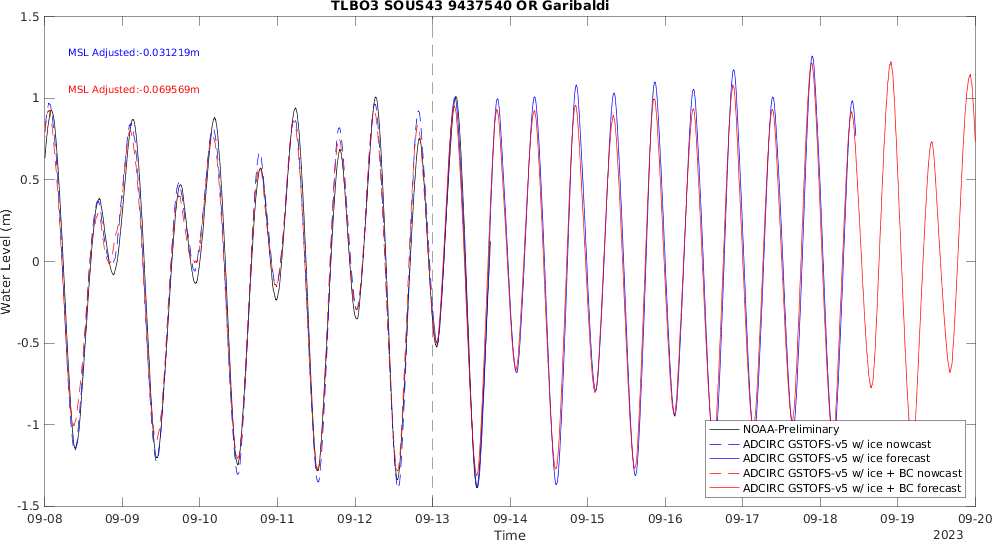 TLBO3 SOUS43 9437540 OR Garibaldi
MSL Adjusted:-0.031219m
MSL Adjusted:-0.069569m
Water Level (m)
1.5
1
0.5
0
-0.5
-1
-1.5
NOAA-Preliminary
ADCIRC GSTOFS-v5 w/ ice nowcast
ADCIRC GSTOFS-v5 w/ ice forecast
ADCIRC GSTOFS-v5 w/ ice + BC nowcast
ADCIRC GSTOFS-v5 w/ ice + BC forecast
09-08 09-09 09-10 09-11 09-12 09-13 09-14 09-15 09-16 09-17 09-18 09-19 09-20
Time
2023